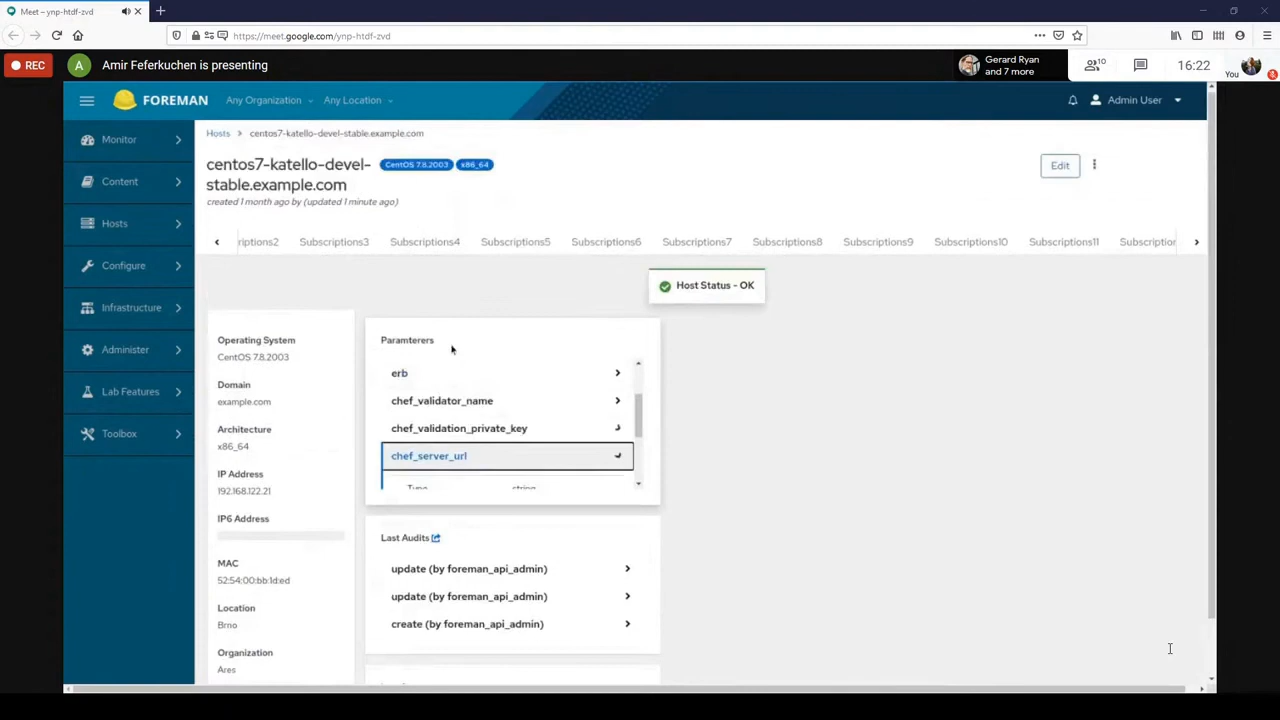 Meet – ynp-htdf-zvd
https://meet.google.com/ynp-htdf-zvd
REC
A
Amir Feferkuchen is presenting
Gerard Ryan
and 7 more
10
16:22
You
FOREMAN
Any Organization
Any Location
Admin User
Monitor
Content
Hosts
Configure
Infrastructure
Administer
Lab Features
Toolbox
Hosts > centos7-katello-devel-stable.example.com
centos7-katello-devel-
stable.example.com
CentOS 7.8.2003
x86_64
created 1 month ago by (updated 1 minute ago)
Edit
riptions2
Subscriptions3
Subscriptions4
Subscriptions5
Subscriptions6
Subscriptions7
Subscriptions8
Subscriptions9
Subscriptions10
Subscriptions11
Subscription
Host Status - OK
Operating System
CentOS 7.8.2003
Domain
example.com
Architecture
x86_64
IP Address
192.168.122.21
IP6 Address
MAC
52:54:00:bb:1d:ed
Location
Brno
Organization
Ares
Paramterers
erb
chef_validator_name
chef_validation_private_key
chef_server_url
Type
string
Last Audits
update (by foreman_api_admin)
update (by foreman_api_admin)
create (by foreman_api_admin)